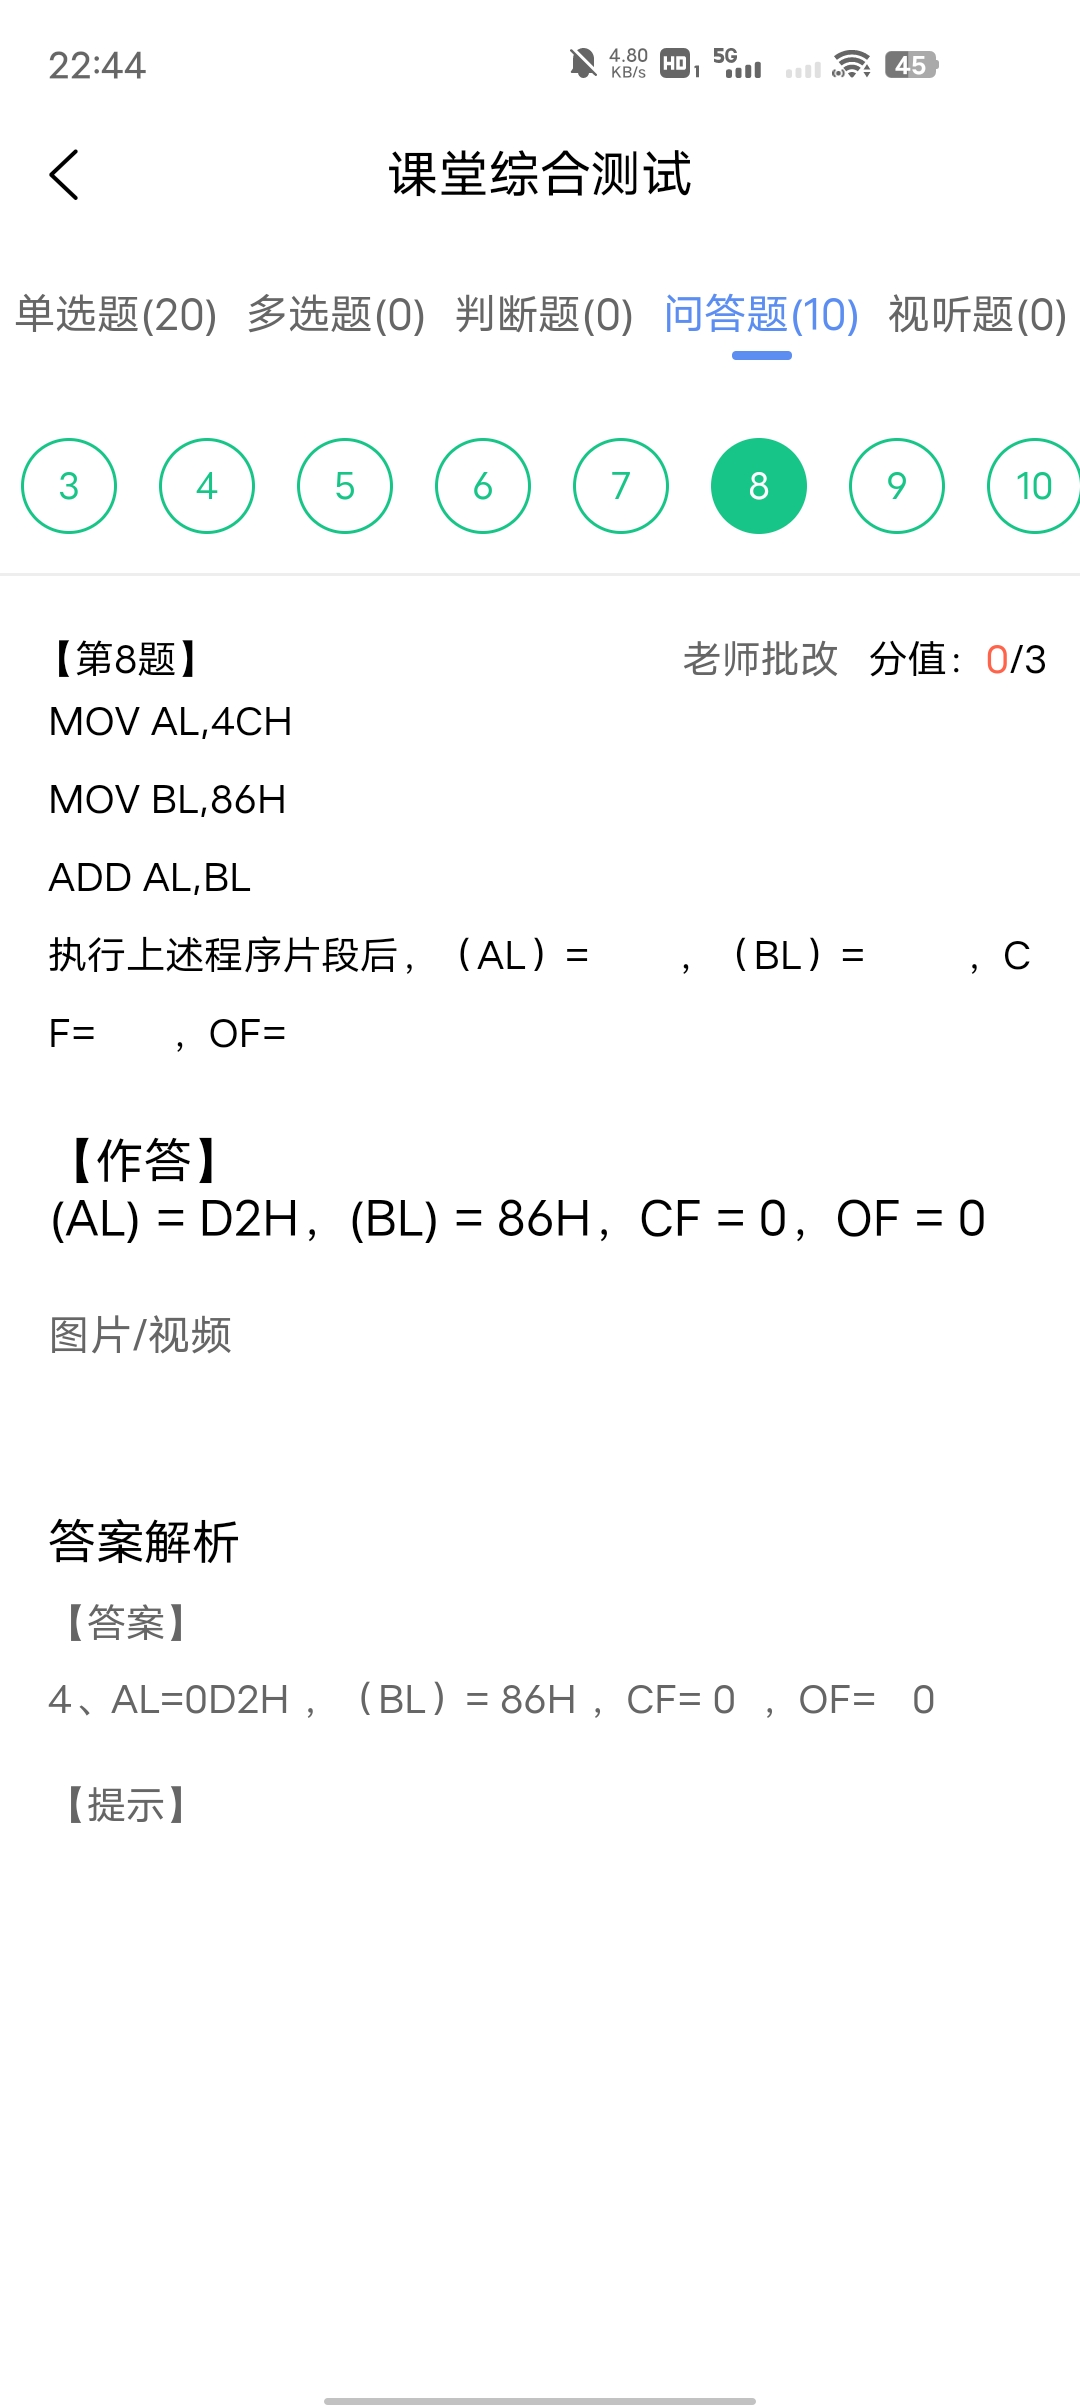 22:44 4.80 KB/s HD 1 5G 45
课堂综合测试
单选题(20) 多选题(0) 判断题(0) 问答题(10) 视听题(0)
3 4 5 6 7 8 9 10
【第8题】 老师批改 分值：0/3
MOV AL,4CH
MOV BL,86H
ADD AL,BL
执行上述程序片段后，（AL）= ，（BL）= ，C
F= ，OF=
【作答】
(AL) = D2H，(BL) = 86H，CF = 0，OF = 0
图片/视频
答案解析
【答案】
4、AL=0D2H ，（BL）= 86H ，CF= 0 ，OF= 0
【提示】